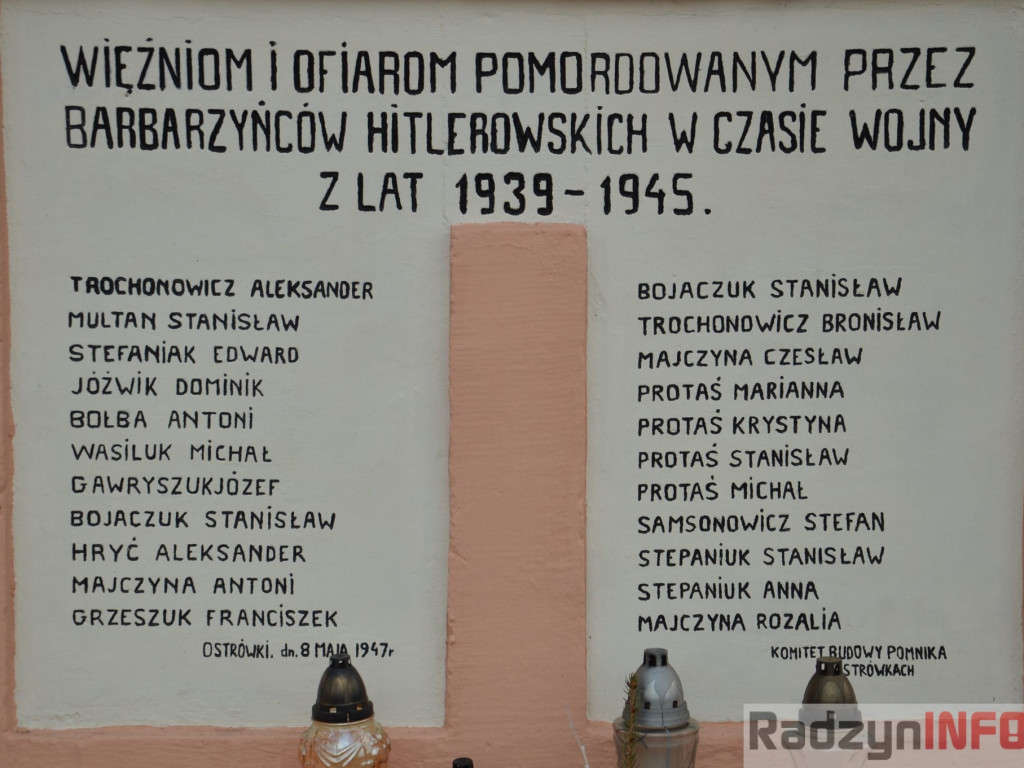 WIĘŹNIOM I OFIAROM POMORDOWANYM PRZEZ
BARBARZYŃCÓW HITLEROWSKICH W CZASIE WOJNY
Z LAT 1939-1945.
TROCHONOWICZ ALEKSANDER
MULTAN STANISŁAW
STEFANIAK EDWARD
JÓŹWIK DOMINIK
BOŁBA ANTONI
WASILUK MICHAŁ
GAWRYSZUK JÓZEF
BOJACZUK STANISŁAW
HRYĆ ALEKSANDER
MAJCZYNA ANTONI
GRZESZUK FRANCISZEK
OSTRÓWKI. dn. 8 MAJA 1947r
BOJACZUK STANISŁAW
TROCHONOWICZ BRONISŁAW
MAJCZYNA CZESŁAW
PROTAŚ MARIANNA
PROTAŚ KRYSTYNA
PROTAŚ STANISŁAW
PROTAŚ MICHAŁ
SAMSONOWICZ STEFAN
STEPANIUK STANISŁAW
STEPANIUK ANNA
MAJCZYNA ROZALIA
KOMITET BUDOWY POMNIKA
STRÓWKACH
RadzynINFO